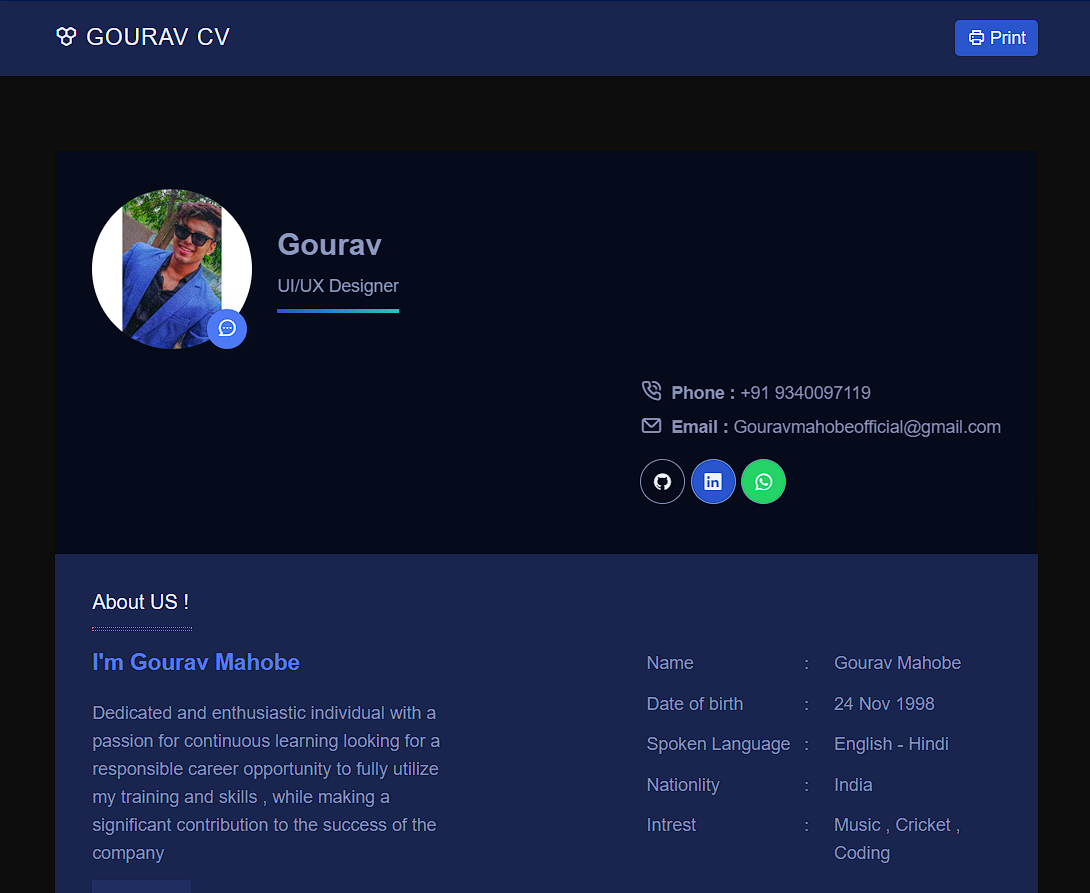 GOURAV CV
Print
Gourav
UI/UX Designer
Phone : +91 9340097119
Email : Gouravmahobeofficial@gmail.com
in
About US !
I'm Gourav Mahobe
Dedicated and enthusiastic individual with a
passion for continuous learning looking for a
responsible career opportunity to fully utilize
my training and skills , while making a
significant contribution to the success of the
company
Name : Gourav Mahobe
Date of birth : 24 Nov 1998
Spoken Language : English - Hindi
Nationlity : India
Intrest : Music , Cricket ,
Coding